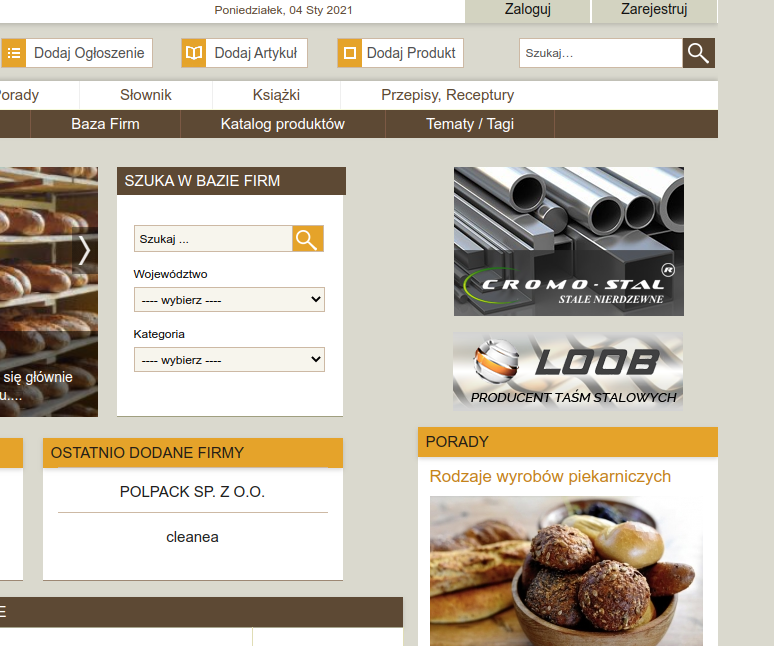 Poniedziałek, 04 Sty 2021
Zaloguj
Zarejestruj
Dodaj Ogłoszenie
Dodaj Artykuł
Dodaj Produkt
Szukaj...
Porady
Słownik
Książki
Przepisy, Receptury
Baza Firm
Katalog produktów
Tematy / Tagi
SZUKA W BAZIE FIRM
Szukaj ...
Województwo
---- wybierz ----
Kategoria
---- wybierz ----
CROMO-STAL ®
STALE NIERDZEWNE
LOOB
PRODUCENT TAŚM STALOWYCH
się głównie
u....
OSTATNIO DODANE FIRMY
POLPACK SP. Z O.O.
cleanea
PORADY
Rodzaje wyrobów piekarniczych
E